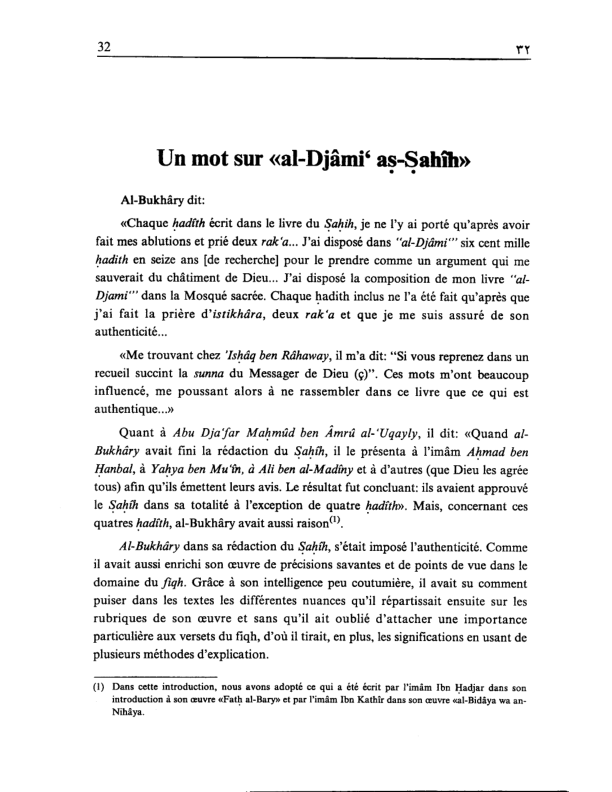 32 ٣٢
Un mot sur «al-Djâmi‘ aṣ-Ṣahîh»
Al-Bukhâry dit:
«Chaque ḥadîth écrit dans le livre du Ṣaḥih, je ne l'y ai porté qu'après avoir
fait mes ablutions et prié deux rak‘a... J'ai disposé dans "al-Djâmi‘" six cent mille
ḥadith en seize ans [de recherche] pour le prendre comme un argument qui me
sauverait du châtiment de Dieu... J'ai disposé la composition de mon livre "al-
Djami‘" dans la Mosqué sacrée. Chaque ḥadith inclus ne l'a été fait qu'après que
j'ai fait la prière d'istikhâra, deux rak‘a et que je me suis assuré de son
authenticité...
«Me trouvant chez ’Isḥâq ben Râhaway, il m'a dit: "Si vous reprenez dans un
recueil succint la sunna du Messager de Dieu (ç)". Ces mots m'ont beaucoup
influencé, me poussant alors à ne rassembler dans ce livre que ce qui est
authentique...»
Quant à Abu Dja‘far Maḥmûd ben Âmrû al-‘Uqayly, il dit: «Quand al-
Bukhâry avait fini la rédaction du Ṣaḥîh, il le présenta à l'imâm Aḥmad ben
Ḥanbal, à Yaḥya ben Mu‘în, à Ali ben al-Madîny et à d'autres (que Dieu les agrée
tous) afin qu'ils émettent leurs avis. Le résultat fut concluant: ils avaient approuvé
le Ṣaḥîh dans sa totalité à l'exception de quatre ḥadîth». Mais, concernant ces
quatres ḥadîth, al-Bukhâry avait aussi raison(1).
Al-Bukhâry dans sa rédaction du Ṣaḥîh, s'était imposé l'authenticité. Comme
il avait aussi enrichi son œuvre de précisions savantes et de points de vue dans le
domaine du fiqh. Grâce à son intelligence peu coutumière, il avait su comment
puiser dans les textes les différentes nuances qu'il répartissait ensuite sur les
rubriques de son œuvre et sans qu'il ait oublié d'attacher une importance
particulière aux versets du fiqh, d'où il tirait, en plus, les significations en usant de
plusieurs méthodes d'explication.
(1) Dans cette introduction, nous avons adopté ce qui a été écrit par l'imâm Ibn Ḥadjar dans son
introduction à son œuvre «Fatḥ al-Bary» et par l'imâm Ibn Kathîr dans son œuvre «al-Bidâya wa an-
Nihâya.